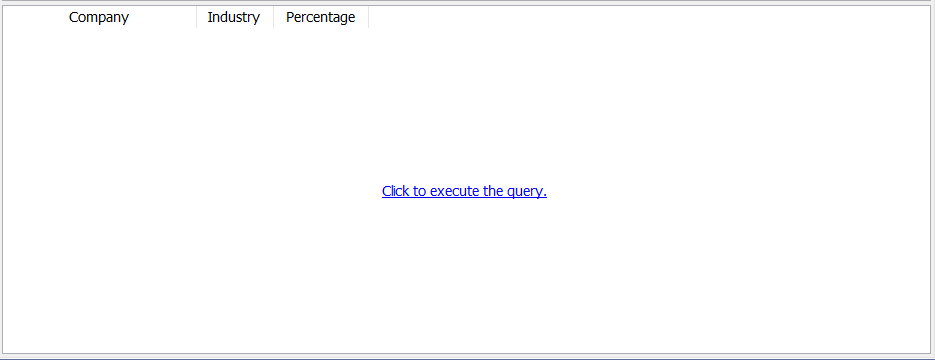 Company Industry Percentage
Click to execute the query.